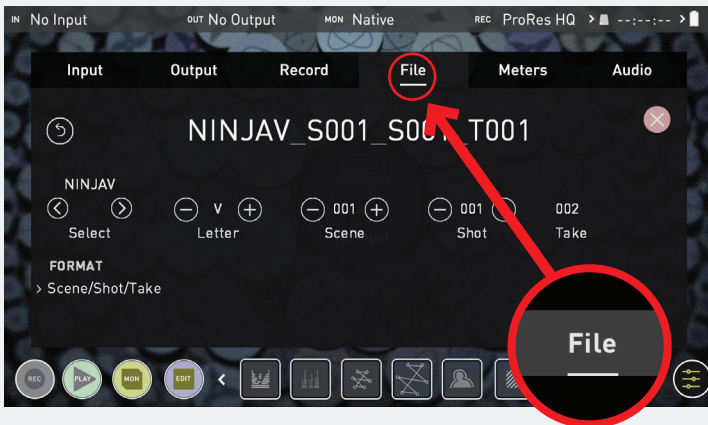 IN No Input OUT No Output MON Native REC ProRes HQ > --:--:-- >
Input Output Record File Meters Audio
NINJAV_S001_S001_T001
NINJAV
V 001 001 002
Select Letter Scene Shot Take
FORMAT
> Scene/Shot/Take
File
REC PLAY MON EDIT